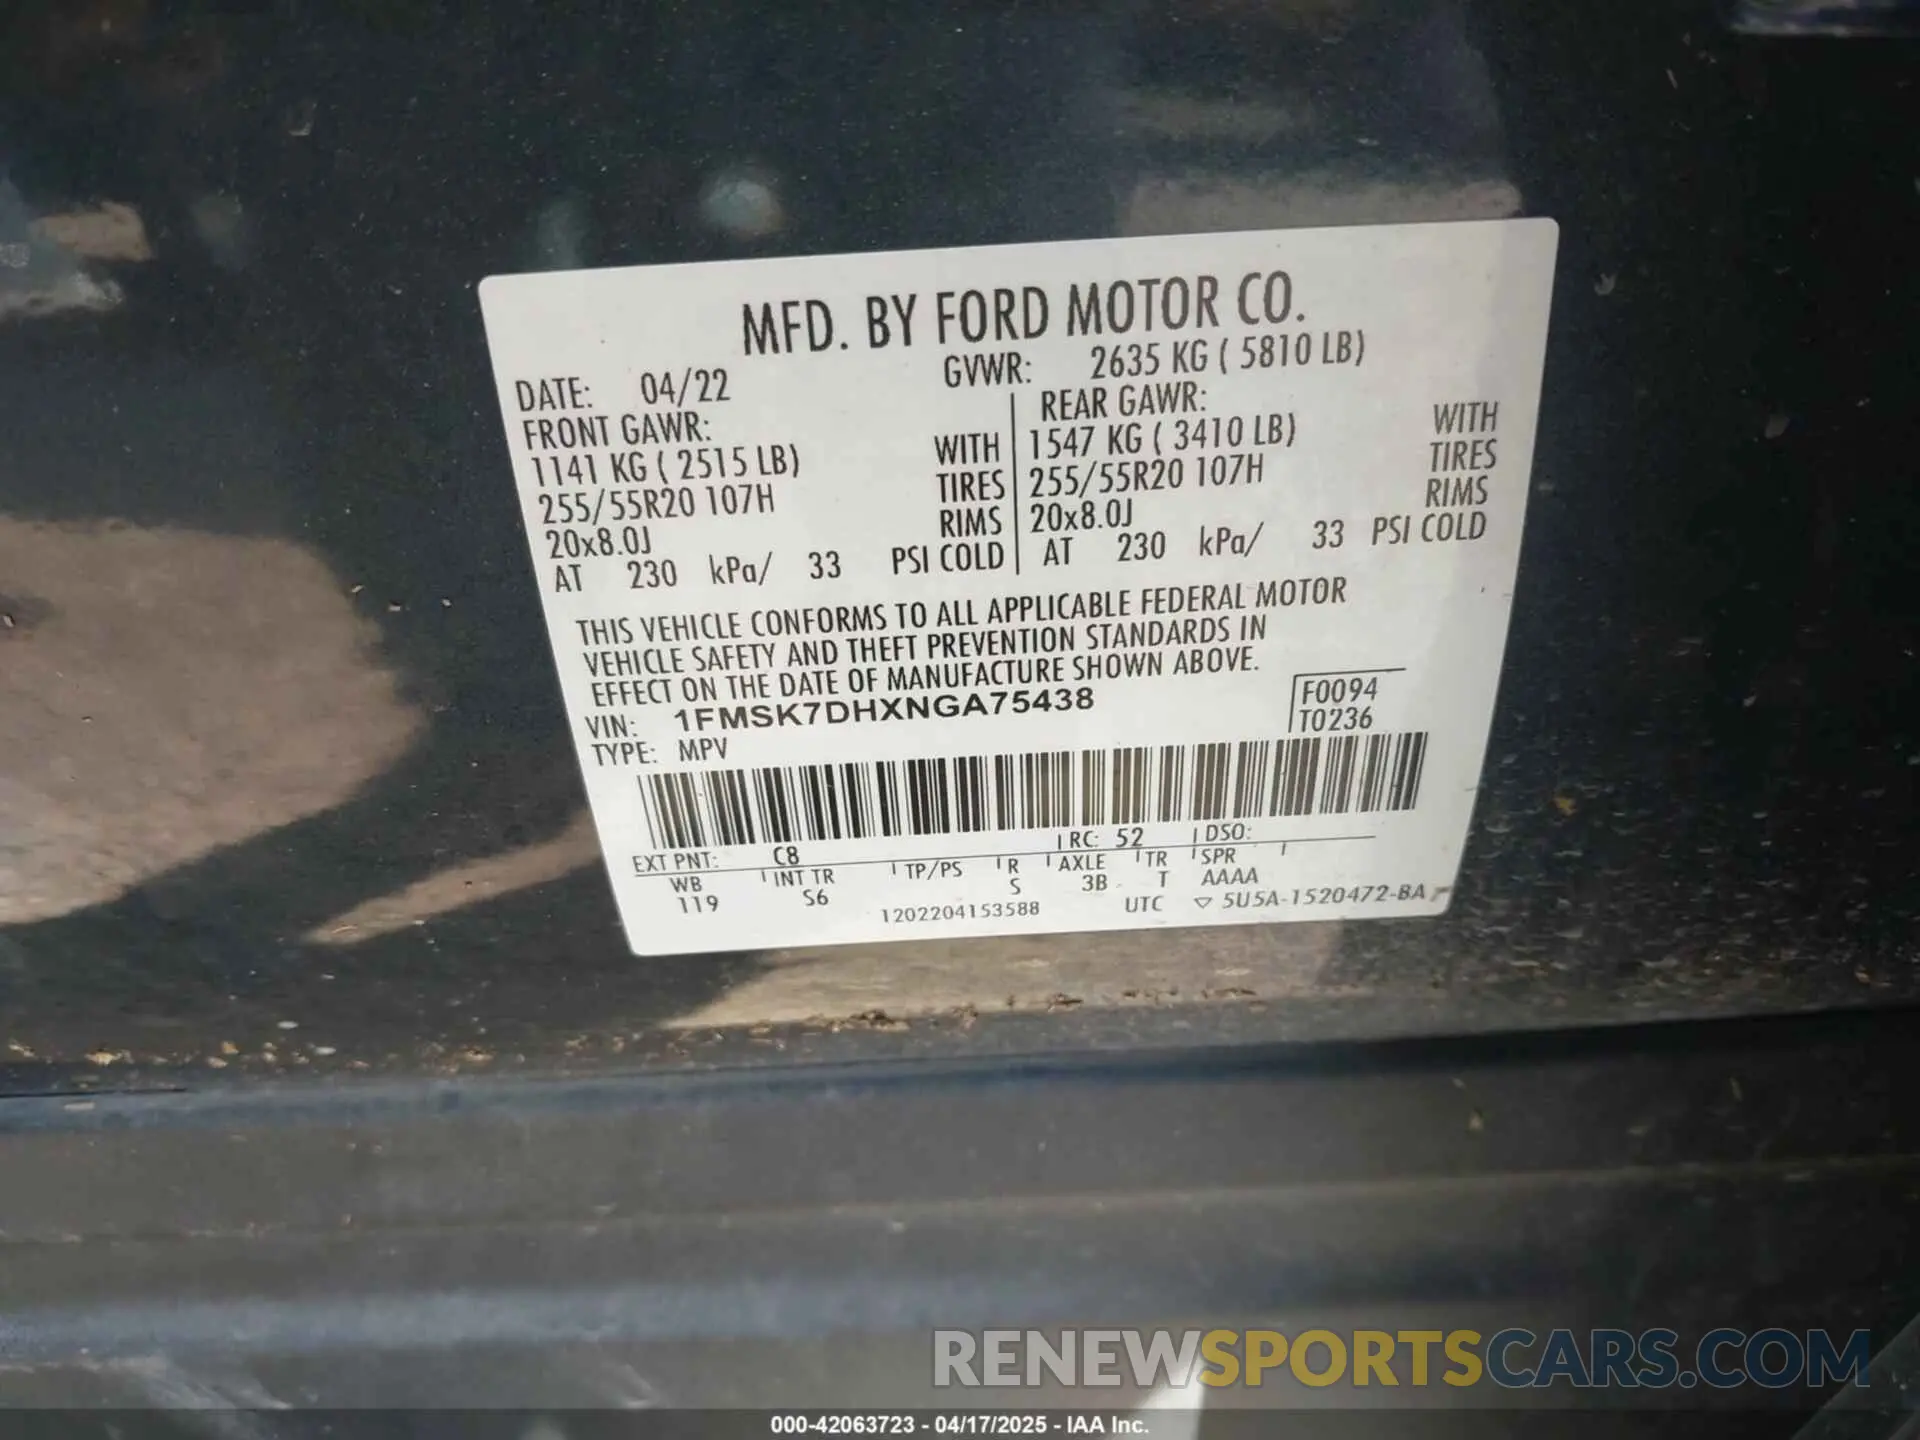 MFD. BY FORD MOTOR CO.
DATE: 04/22 GVWR: 2635 KG ( 5810 LB)
FRONT GAWR: REAR GAWR:
1141 KG ( 2515 LB) WITH 1547 KG ( 3410 LB) WITH
255/55R20 107H TIRES 255/55R20 107H TIRES
20x8.0J RIMS 20x8.0J RIMS
AT 230 kPa/ 33 PSI COLD AT 230 kPa/ 33 PSI COLD
THIS VEHICLE CONFORMS TO ALL APPLICABLE FEDERAL MOTOR
VEHICLE SAFETY AND THEFT PREVENTION STANDARDS IN
EFFECT ON THE DATE OF MANUFACTURE SHOWN ABOVE.
VIN: 1FMSK7DHXNGA75438 F0094
TYPE: MPV T0236
EXT PNT: C8 RC: 52 DSO:
WB INT TR TP/PS R AXLE TR SPR
119 S6 S 3B T AAAA
1202204153588 UTC ▽ 5U5A-1520472-BA
RENEWSPORTSCARS.COM
000-42063723 - 04/17/2025 - IAA Inc.